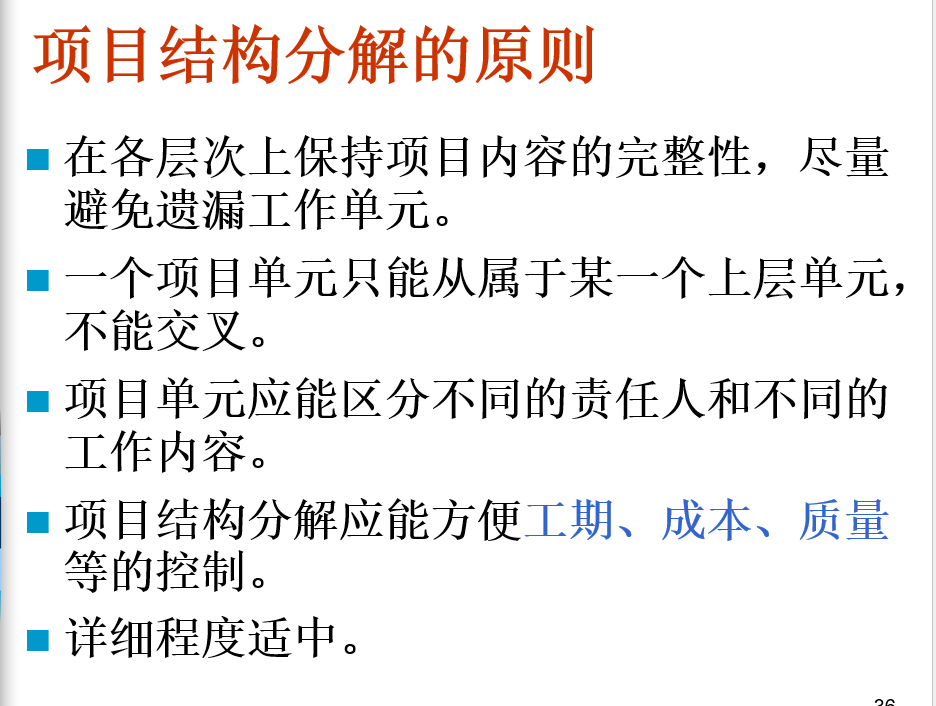 项目结构分解的原则
在各层次上保持项目内容的完整性，尽量
避免遗漏工作单元。
一个项目单元只能从属于某一个上层单元，
不能交叉。
项目单元应能区分不同的责任人和不同的
工作内容。
项目结构分解应能方便工期、成本、质量
等的控制。
详细程度适中。
36